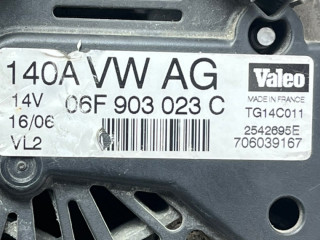 140A VW AG
Valeo
14V 06F 903 023 C
MADE IN FRANCE
16/06
TG14C011
VL2
2542695E
706039167